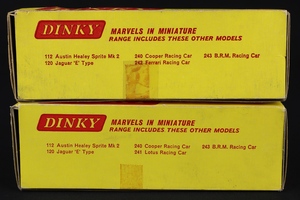 DINKY
MARVELS IN MINIATURE
RANGE INCLUDES THESE OTHER MODELS
112 Austin Healey Sprite Mk 2 240 Cooper Racing Car 243 B.R.M. Racing Car
120 Jaguar 'E' Type 242 Ferrari Racing Car
DINKY
MARVELS IN MINIATURE
RANGE INCLUDES THESE OTHER MODELS
112 Austin Healey Sprite Mk 2 240 Cooper Racing Car 243 B.R.M. Racing Car
120 Jaguar 'E' Type 241 Lotus Racing Car